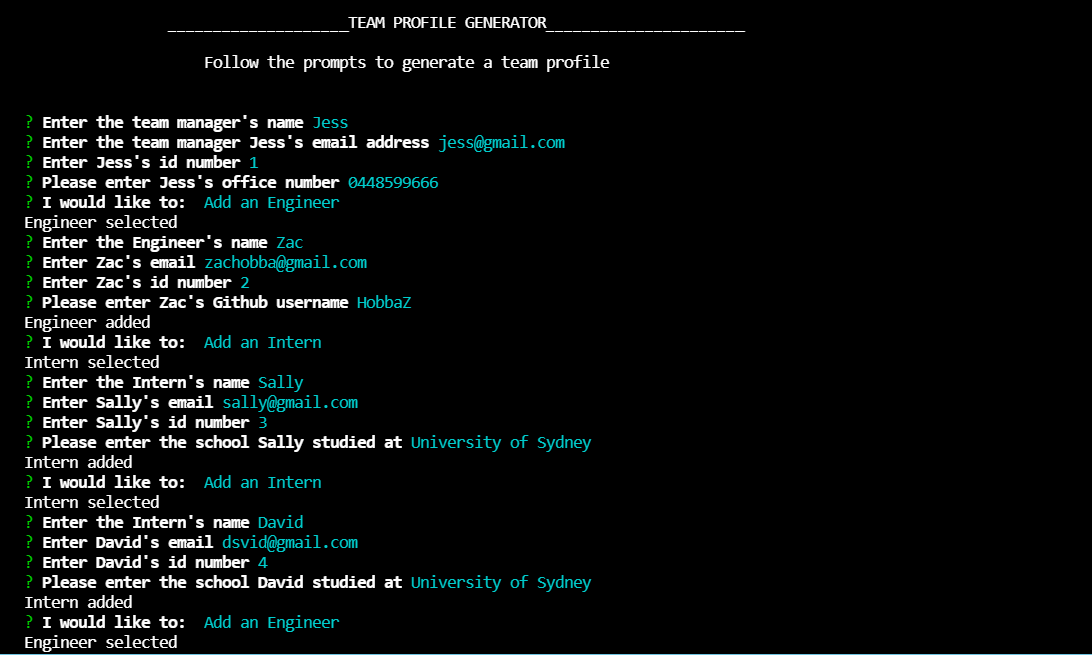 ____________________TEAM PROFILE GENERATOR______________________
Follow the prompts to generate a team profile
? Enter the team manager's name Jess
? Enter the team manager Jess's email address jess@gmail.com
? Enter Jess's id number 1
? Please enter Jess's office number 0448599666
? I would like to:  Add an Engineer
Engineer selected
? Enter the Engineer's name Zac
? Enter Zac's email zachobba@gmail.com
? Enter Zac's id number 2
? Please enter Zac's Github username HobbaZ
Engineer added
? I would like to:  Add an Intern
Intern selected
? Enter the Intern's name Sally
? Enter Sally's email sally@gmail.com
? Enter Sally's id number 3
? Please enter the school Sally studied at University of Sydney
Intern added
? I would like to:  Add an Intern
Intern selected
? Enter the Intern's name David
? Enter David's email dsvid@gmail.com
? Enter David's id number 4
? Please enter the school David studied at University of Sydney
Intern added
? I would like to:  Add an Engineer
Engineer selected